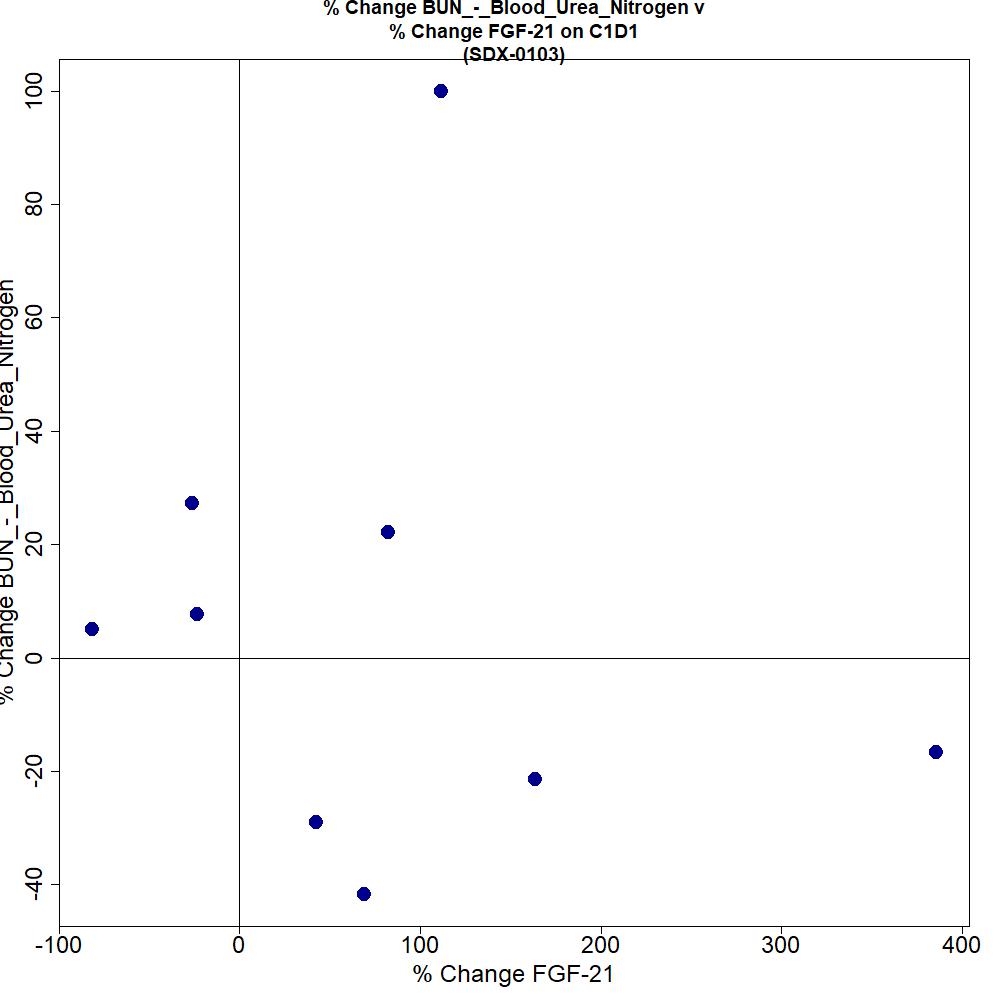 % Change BUN_-_Blood_Urea_Nitrogen v
% Change FGF-21 on C1D1
(SDX-0103)
% Change BUN_-_Blood_Urea_Nitrogen
100
80
60
40
20
0
-20
-40
-100
0
100
200
300
400
% Change FGF-21